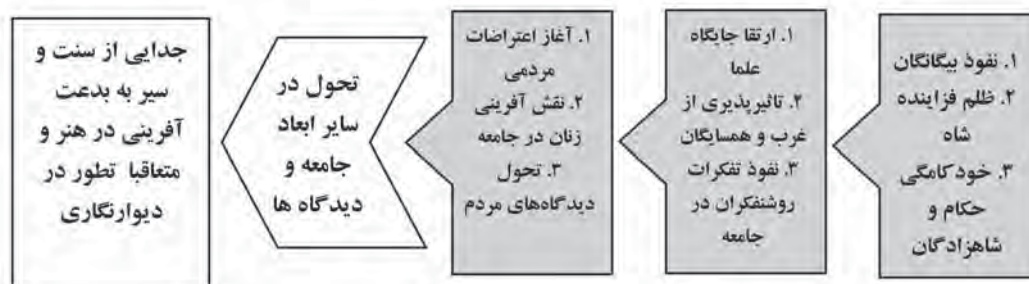 ۱. نفوذ بیگانگان
۲. ظلم فزاینده
شاه
۳. خودکامگی
حکام و
شاهزادگان
۱. ارتقا جایگاه
علما
۲. تاثیرپذیری از
غرب و همسایگان
۳. نفوذ تفکرات
روشنفکران در
جامعه
۱. آغاز اعتراضات
مردمی
۲. نقش آفرینی
زنان در جامعه
۳. تحول
دیدگاه‌های مردم
تحول در
سایر ابعاد
جامعه و
دیدگاه ها
جدایی از سنت و
سیر به بدعت
آفرینی در هنر و
متعاقبا تطور در
دیوارنگاری